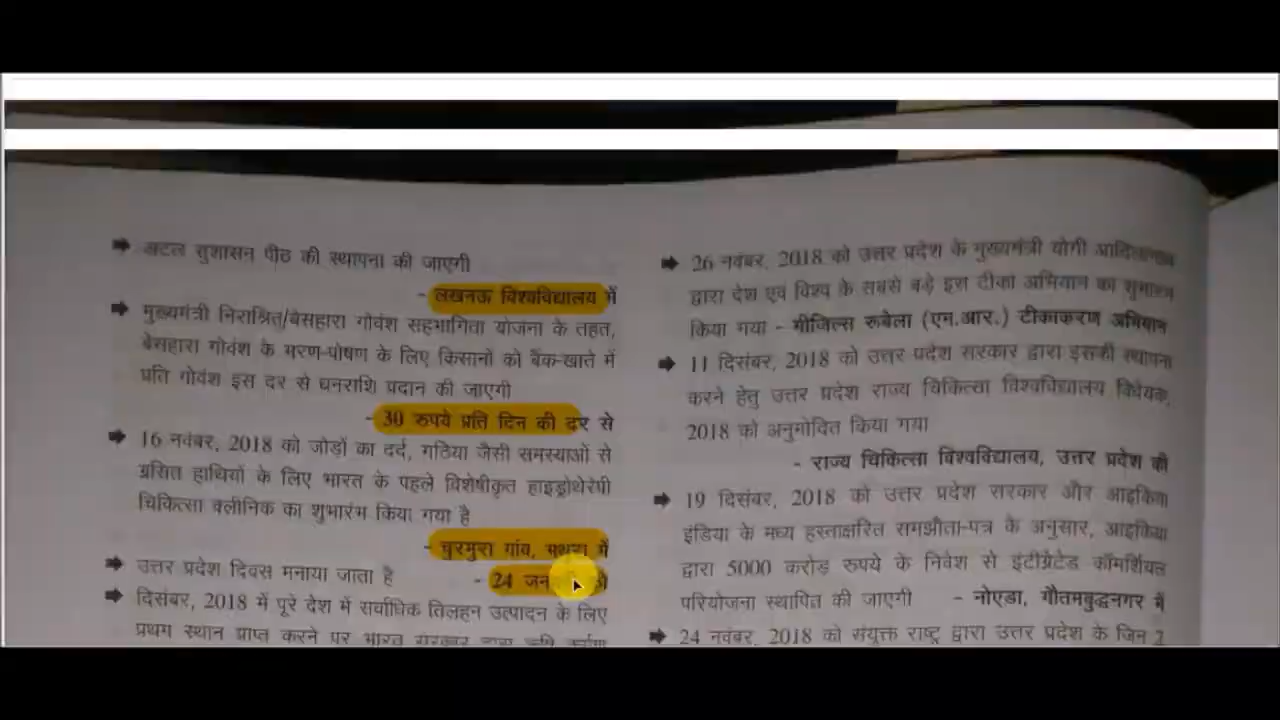 ➡ अटल सुशासन पीठ की स्थापना की जाएगी
- लखनऊ विश्वविद्यालय में
➡ मुख्यमंत्री निराश्रित/बेसहारा गोवंश सहभागिता योजना के तहत,
बेसहारा गोवंश के भरण-पोषण के लिए किसानों को बैंक-खाते में
प्रति गोवंश इस दर से धनराशि प्रदान की जाएगी
- 30 रुपये प्रति दिन की दर से
➡ 16 नवंबर, 2018 को जोड़ों का दर्द, गठिया जैसी समस्याओं से
ग्रसित हाथियों के लिए भारत के पहले विशेषीकृत हाइड्रोथेरेपी
चिकित्सा क्लीनिक का शुभारंभ किया गया है
- चुरमुरा गांव, मथुरा में
➡ उत्तर प्रदेश दिवस मनाया जाता है - 24
➡ दिसंबर, 2018 में पूरे देश में सर्वाधिक तिलहन उत्पादन के लिए
प्रथम स्थान प्राप्त करने पर भारत सरकार द्वारा कृषि
➡ 26 नवंबर, 2018 को उत्तर प्रदेश के मुख्यमंत्री योगी आदित्यनाथ
द्वारा देश एवं विश्व के सबसे बड़े इस टीका अभियान का शुभारंभ
किया गया - मीजिल्स रूबेला (एम.आर.) टीकाकरण अभियान
➡ 11 दिसंबर, 2018 को उत्तर प्रदेश सरकार द्वारा इसकी स्थापना
करने हेतु उत्तर प्रदेश राज्य चिकित्सा विश्वविद्यालय विधेयक,
2018 को अनुमोदित किया गया
- राज्य चिकित्सा विश्वविद्यालय, उत्तर प्रदेश की
➡ 19 दिसंबर, 2018 को उत्तर प्रदेश सरकार और आइकिया
इंडिया के मध्य हस्ताक्षरित समझौता-पत्र के अनुसार, आइकिया
द्वारा 5000 करोड़ रुपये के निवेश से इंटीग्रेटेड कॉमर्शियल
परियोजना स्थापित की जाएगी - नोएडा, गौतमबुद्धनगर में
➡ 24 नवंबर, 2018 को संयुक्त राष्ट्र द्वारा उत्तर प्रदेश के जिन 2